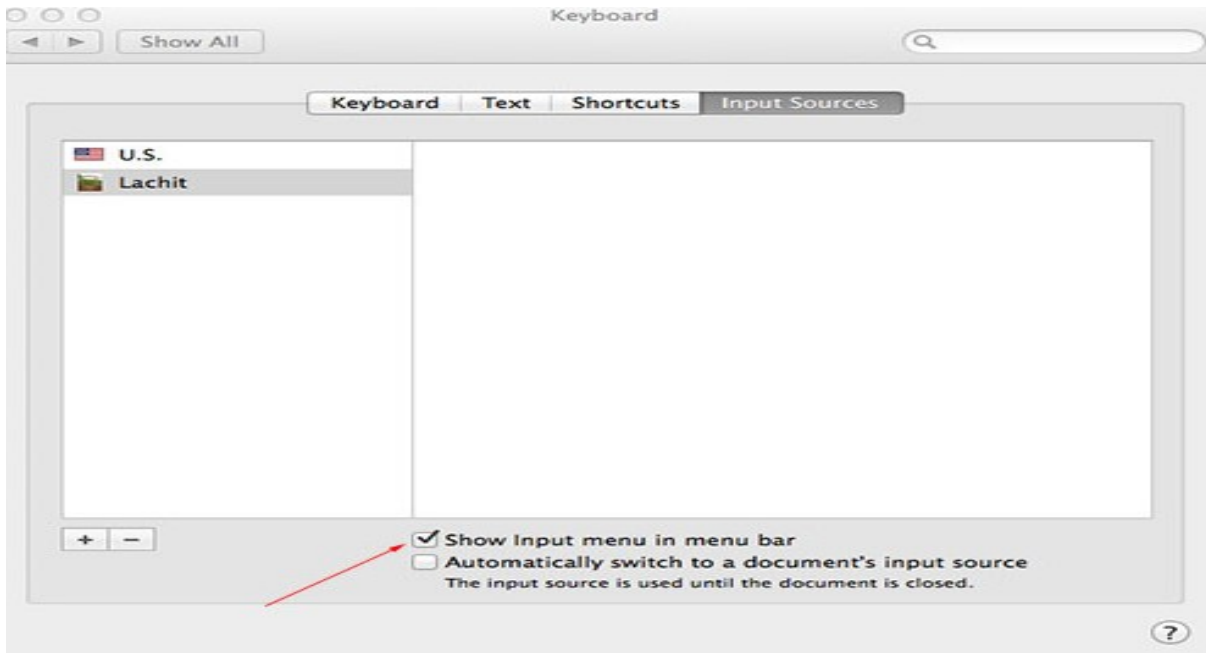 Keyboard
Show All
Keyboard Text Shortcuts Input Sources
U.S.
Lachit
+ −
Show Input menu in menu bar
Automatically switch to a document's input source
The input source is used until the document is closed.
?